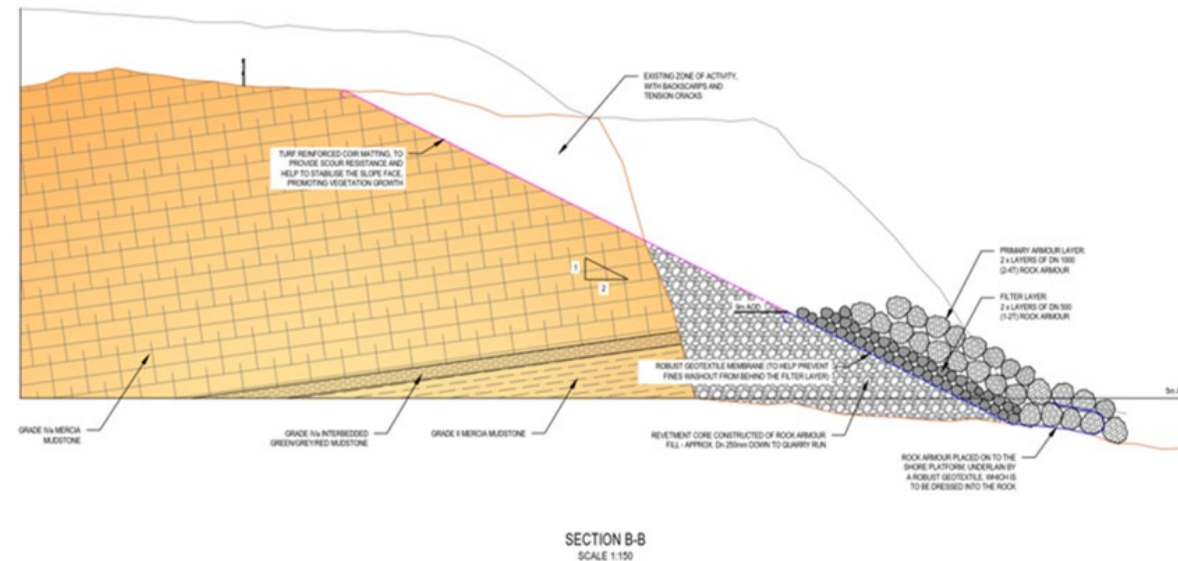 EXISTING ZONE OF ACTIVITY,
WITH BACKSCARPS AND
TENSION CRACKS
TURF REINFORCED COIR MATTING, TO
PROVIDE SCOUR RESISTANCE AND
HELP TO STABILISE THE SLOPE FACE,
PROMOTING VEGETATION GROWTH
PRIMARY ARMOUR LAYER:
2 x LAYERS OF DN 1000
(2-4T) ROCK ARMOUR
1
2
FILTER LAYER:
2 x LAYERS OF DN 500
(1-2T) ROCK ARMOUR
9m AOD
ROBUST GEOTEXTILE MEMBRANE (TO HELP PREVENT
FINES WASHOUT FROM BEHIND THE FILTER LAYER)
5m A
GRADE IVa MERCIA
MUDSTONE
GRADE IVa INTERBEDDED
GREEN/GREY/RED MUDSTONE
GRADE II MERCIA MUDSTONE
REVETMENT CORE CONSTRUCTED OF ROCK ARMOUR
FILL - APPROX. Dn 250mm DOWN TO QUARRY RUN
ROCK ARMOUR PLACED ON TO THE
SHORE PLATFORM, UNDERLAIN BY
A ROBUST GEOTEXTILE, WHICH IS
TO BE DRESSED INTO THE ROCK
SECTION B-B
SCALE 1:150